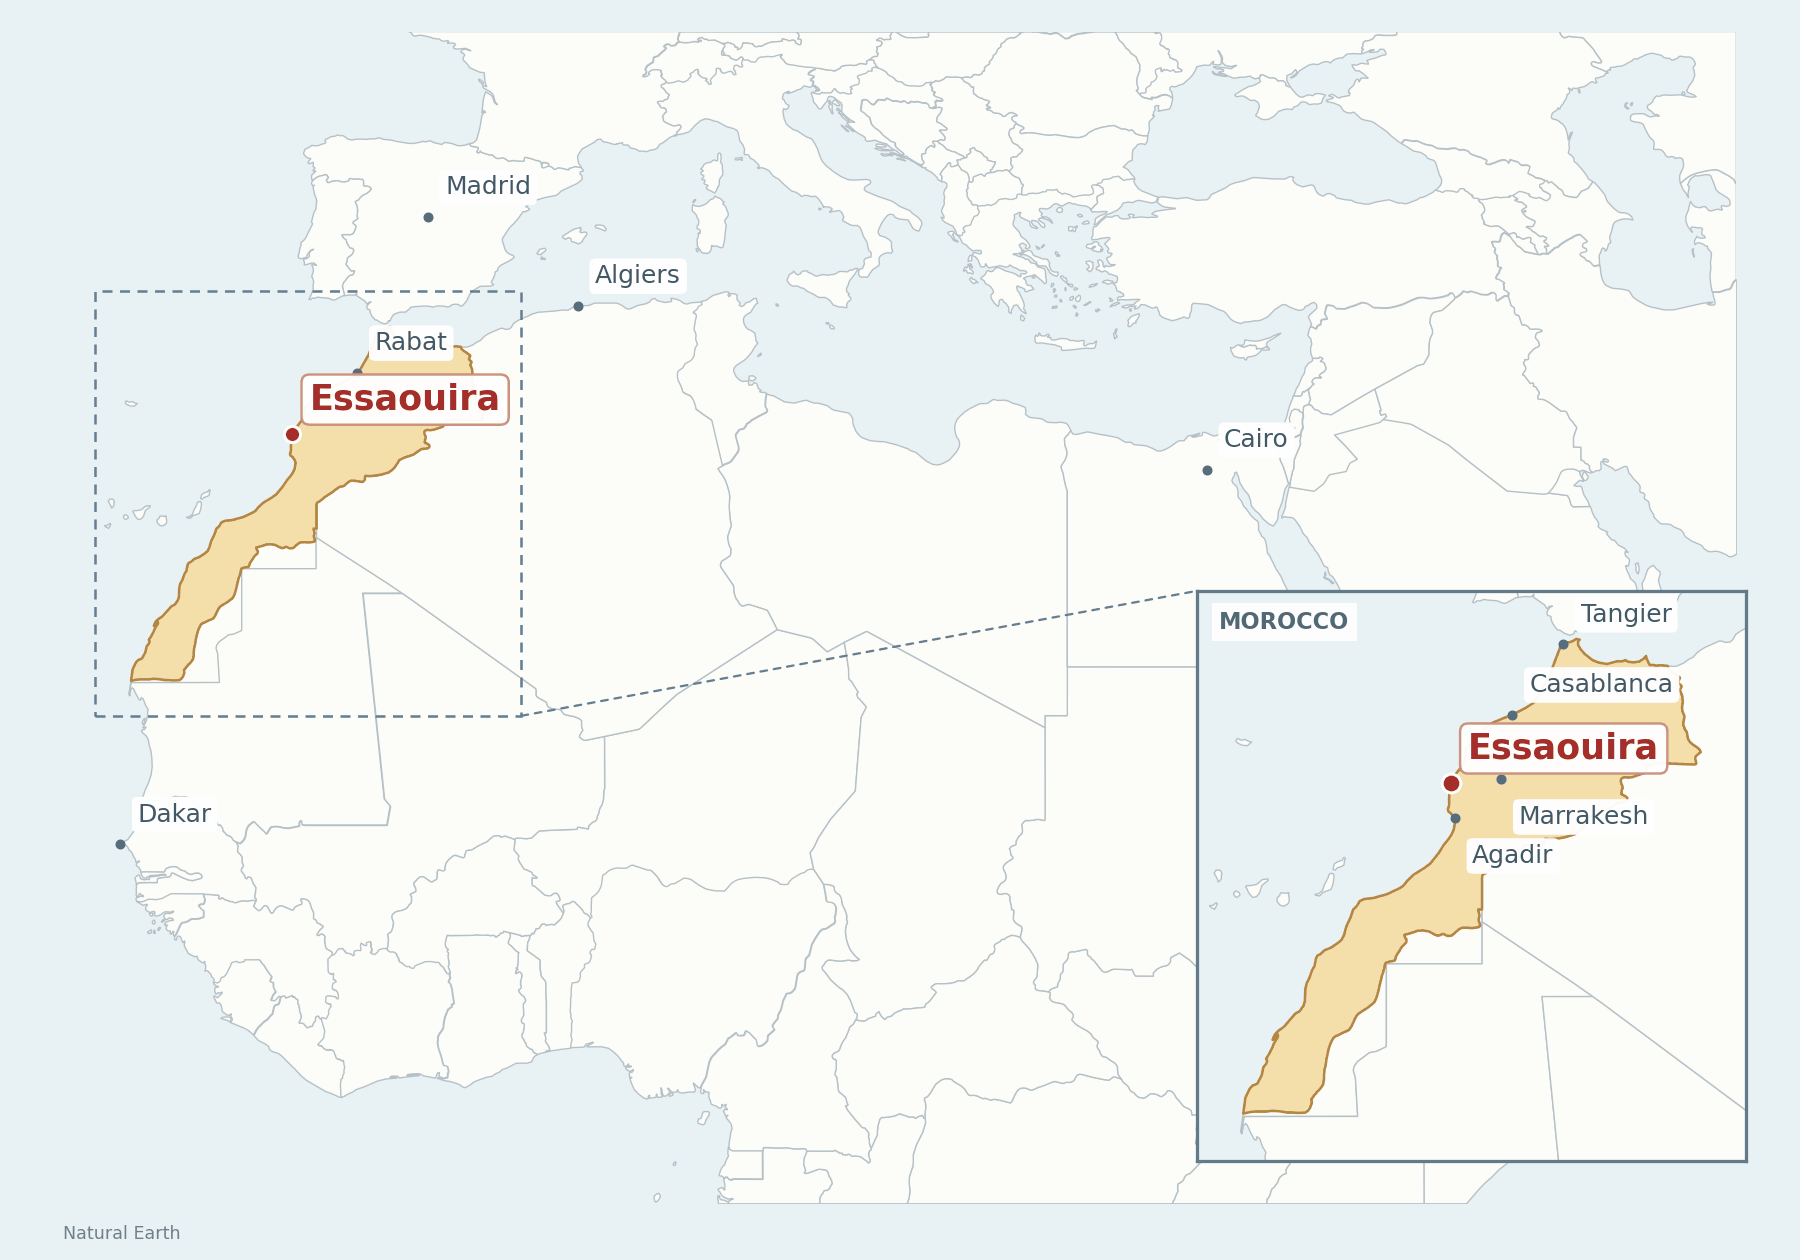 Madrid
Algiers
Rabat
Essaouira
Cairo
Dakar
MOROCCO
Tangier
Casablanca
Essaouira
Marrakesh
Agadir
Natural Earth